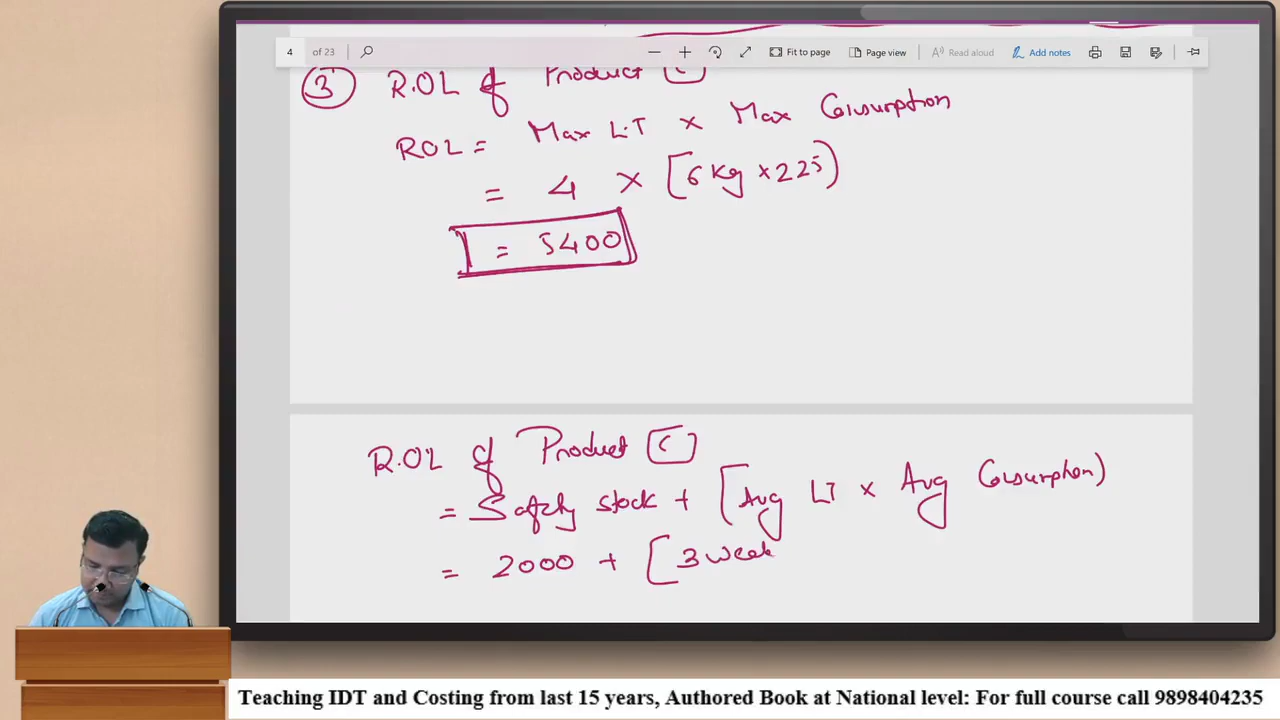 4 of 23 Fit to page Page view Read aloud Add notes
3 R.OL of Product C
ROL = Max L.T x Max Consumption
= 4 x [6 Kg x 225)
= 5400
R.OL of Product C
= Safety stock + [Avg LT x Avg Consumption)
= 2000 + [3 week
Teaching IDT and Costing from last 15 years, Authored Book at National level: For full course call 9898404235